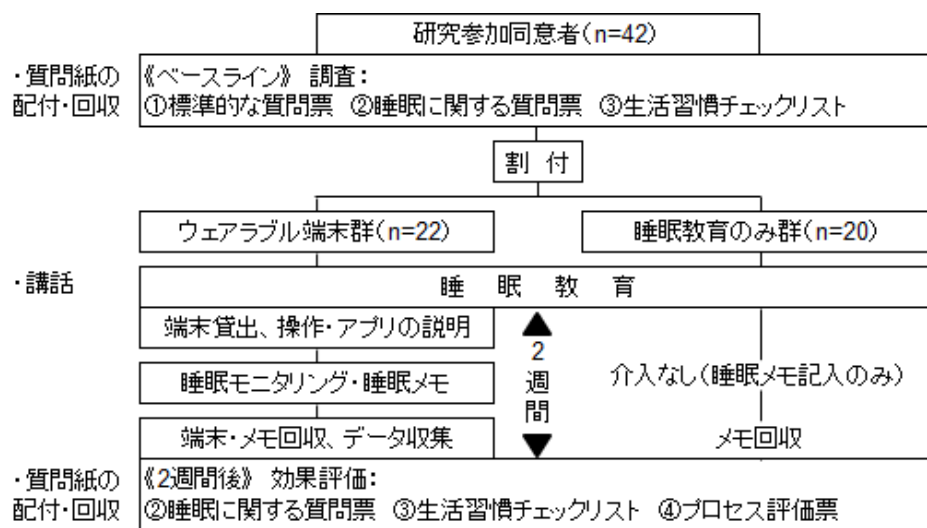 研究参加同意者(n=42)
・質問紙の
配付・回収
《ベースライン》 調査:
①標準的な質問票 ②睡眠に関する質問票 ③生活習慣チェックリスト
割 付
ウェアラブル端末群(n=22)
睡眠教育のみ群(n=20)
・講話
睡 眠 教 育
端末貸出、操作・アプリの説明
睡眠モニタリング・睡眠メモ
端末・メモ回収、データ収集
▲
2
週
間
▼
介入なし(睡眠メモ記入のみ)
メモ回収
・質問紙の
配付・回収
《2週間後》 効果評価:
②睡眠に関する質問票 ③生活習慣チェックリスト ④プロセス評価票